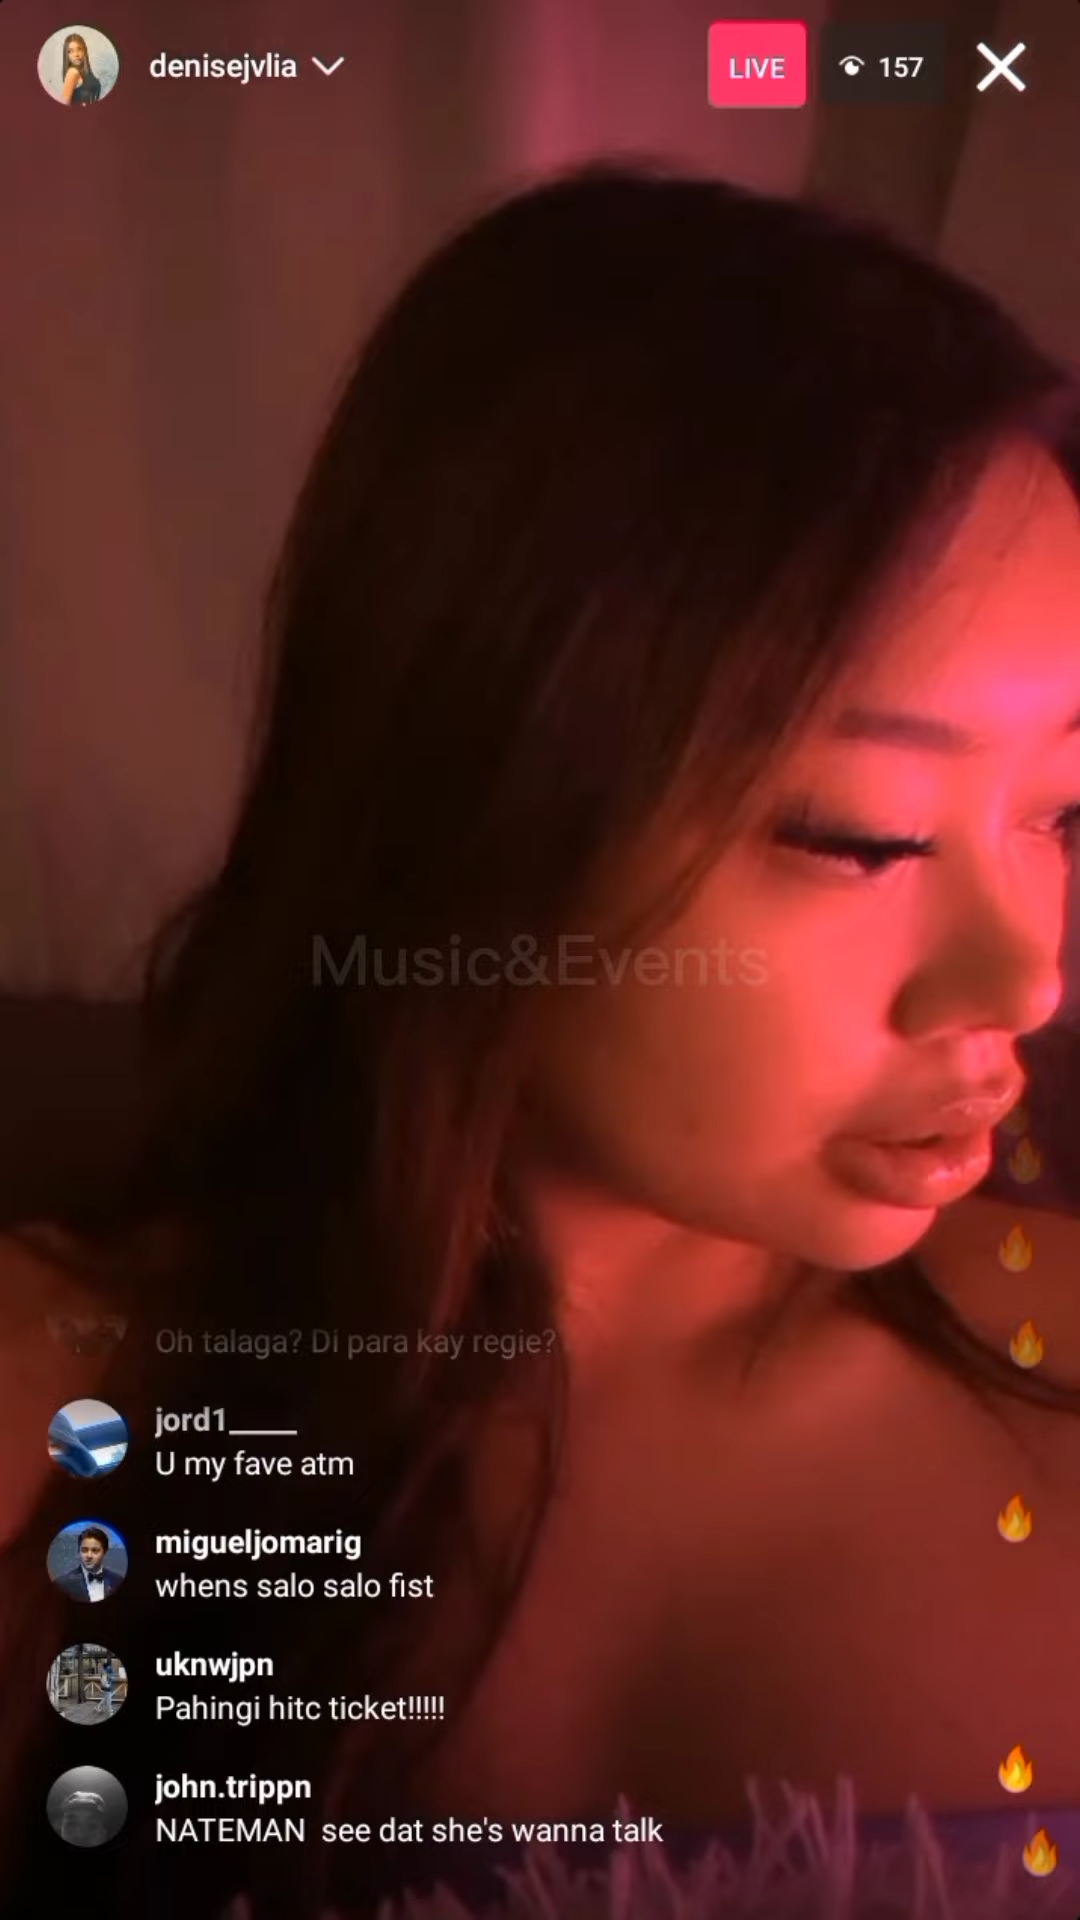 denisejvlia
LIVE
157
Music&Events
Oh talaga? Di para kay regie?
jord1_____
U my fave atm
migueljomarig
whens salo salo fist
uknwjpn
Pahingi hitc ticket!!!!!
john.trippn
NATEMAN  see dat she's wanna talk